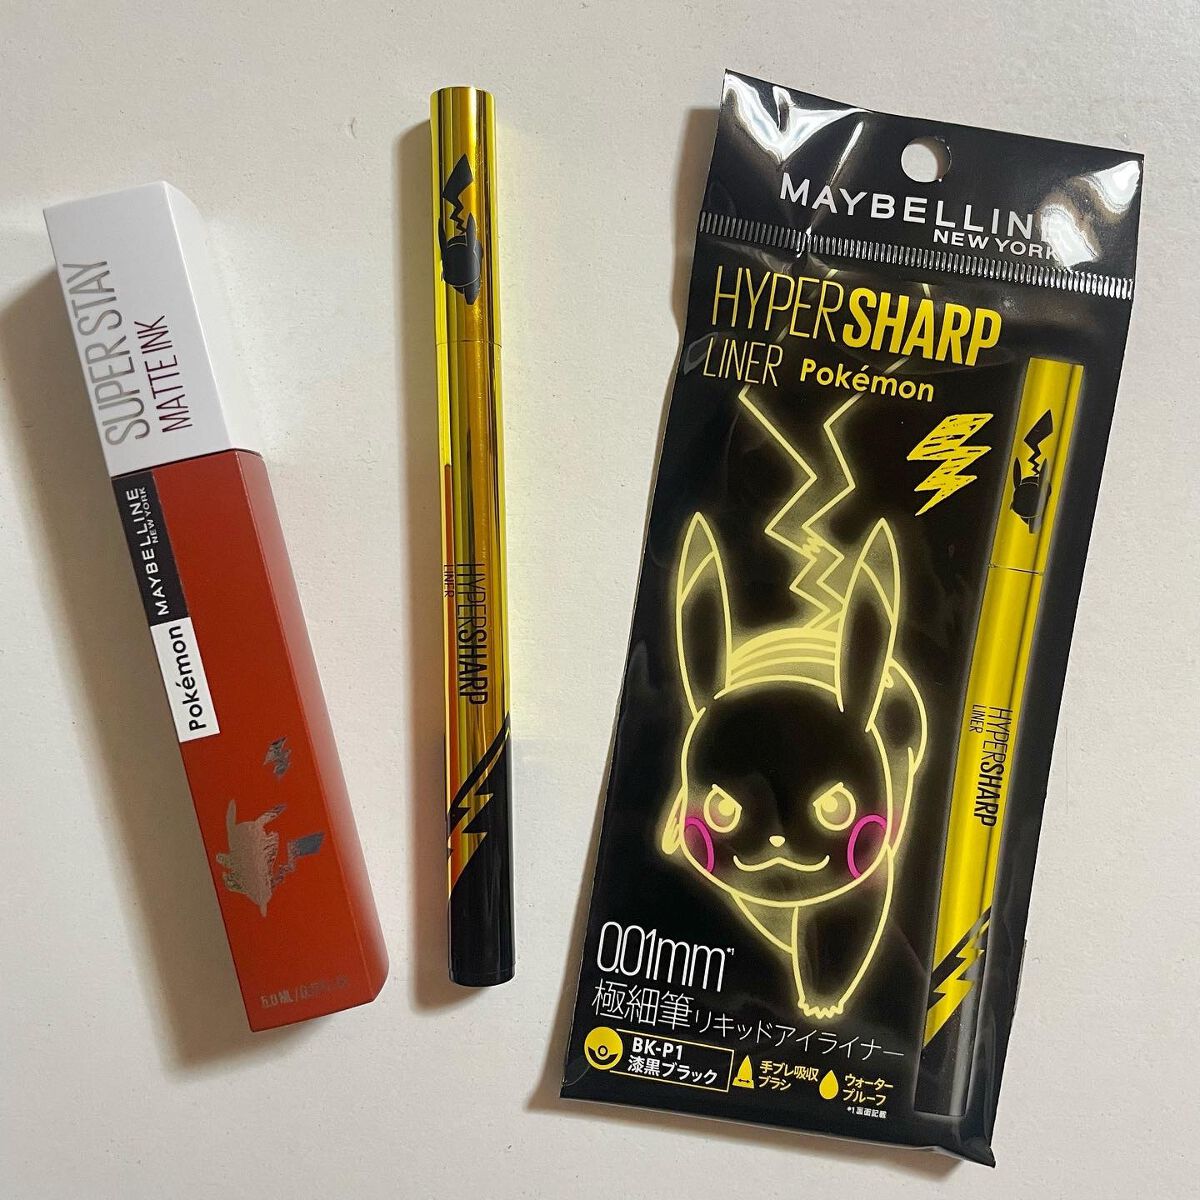 SUPER STAY
MATTE INK
MAYBELLINE
NEW YORK
Pokémon
HYPERSHARP
LINER
MAYBELLINE
NEW YORK
HYPERSHARP
LINER Pokémon
HYPERSHARP
LINER
0.01mm*1
極細筆リキッドアイライナー
BK-P1
漆黒ブラック
手ブレ吸収
ブラシ
ウォーター
プルーフ
*1裏面記載
5.0 ML /